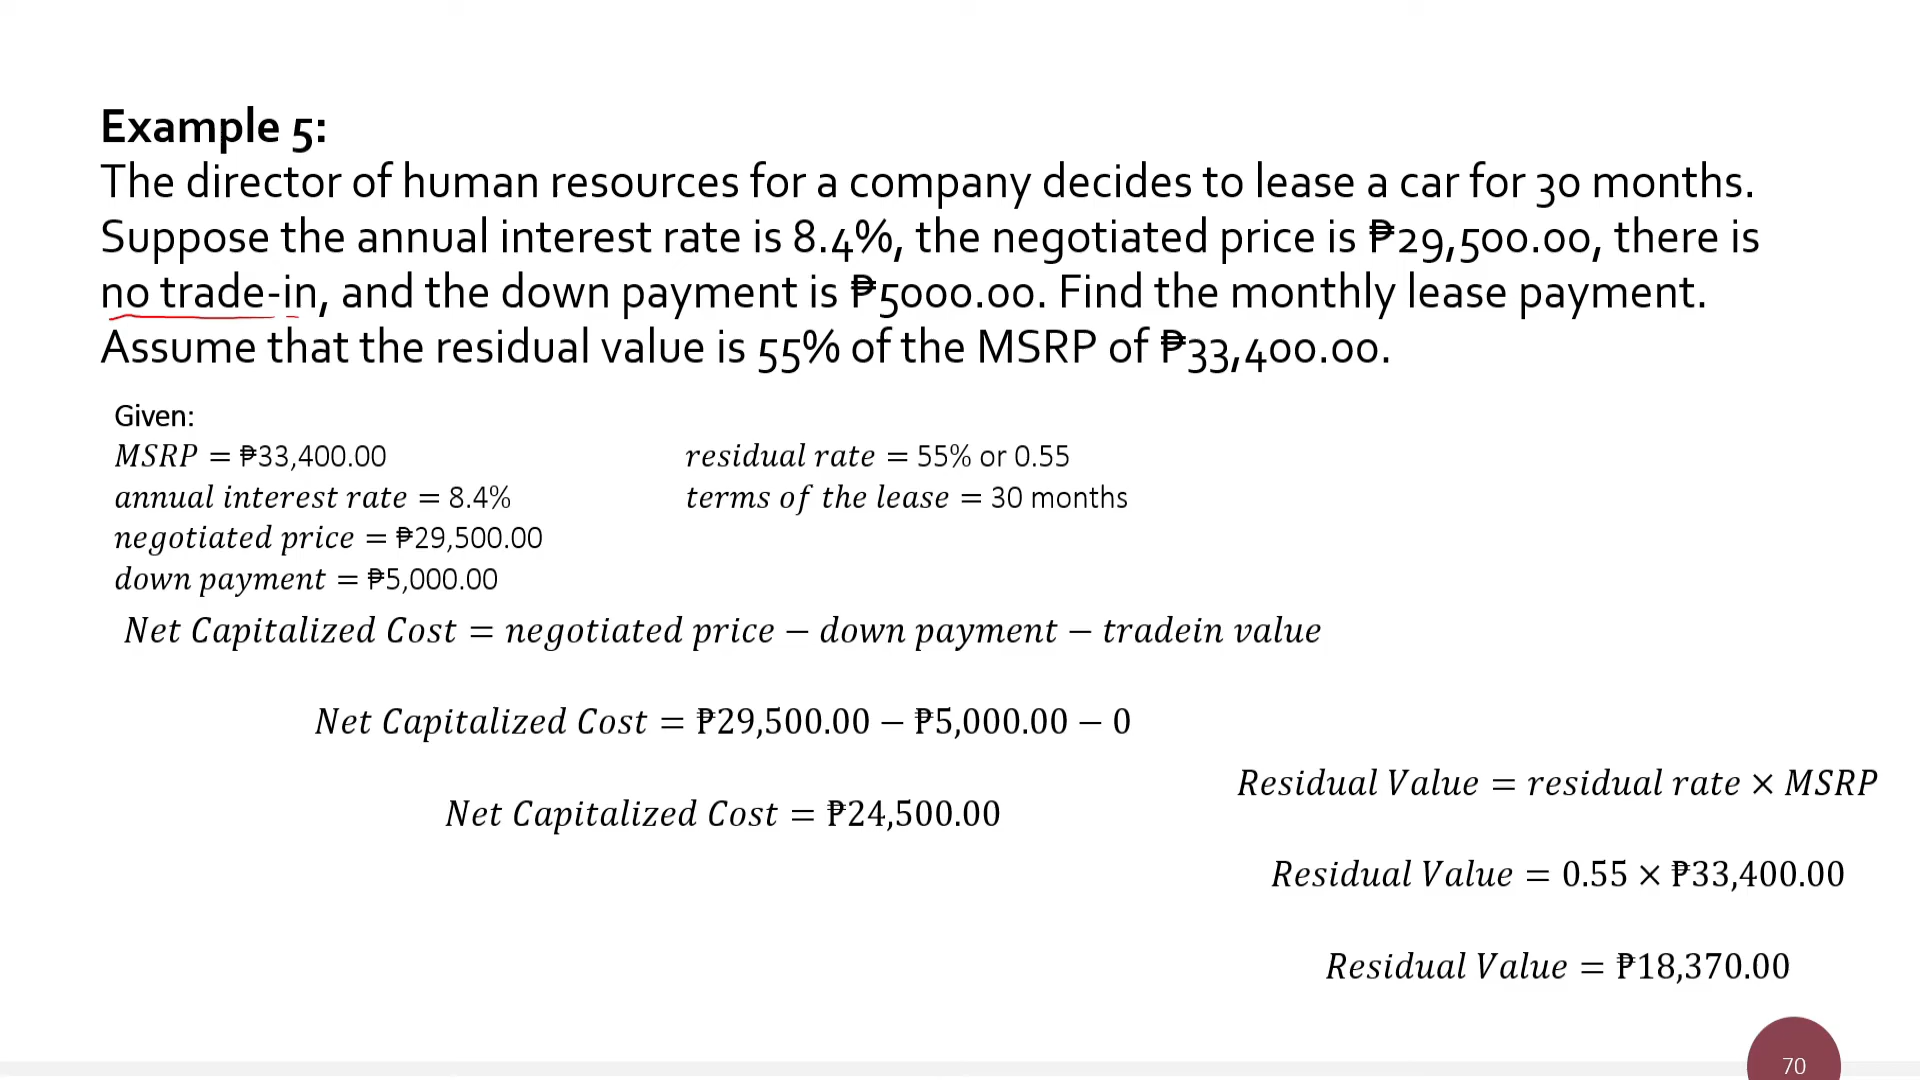 Example 5:
The director of human resources for a company decides to lease a car for 30 months.
Suppose the annual interest rate is 8.4%, the negotiated price is ₱29,500.00, there is
no trade-in, and the down payment is ₱5000.00. Find the monthly lease payment.
Assume that the residual value is 55% of the MSRP of ₱33,400.00.
Given:
MSRP = ₱33,400.00
annual interest rate = 8.4%
negotiated price = ₱29,500.00
down payment = ₱5,000.00
residual rate = 55% or 0.55
terms of the lease = 30 months
Net Capitalized Cost = negotiated price − down payment − tradein value
Net Capitalized Cost = ₱29,500.00 − ₱5,000.00 − 0
Net Capitalized Cost = ₱24,500.00
Residual Value = residual rate × MSRP
Residual Value = 0.55 × ₱33,400.00
Residual Value = ₱18,370.00
70